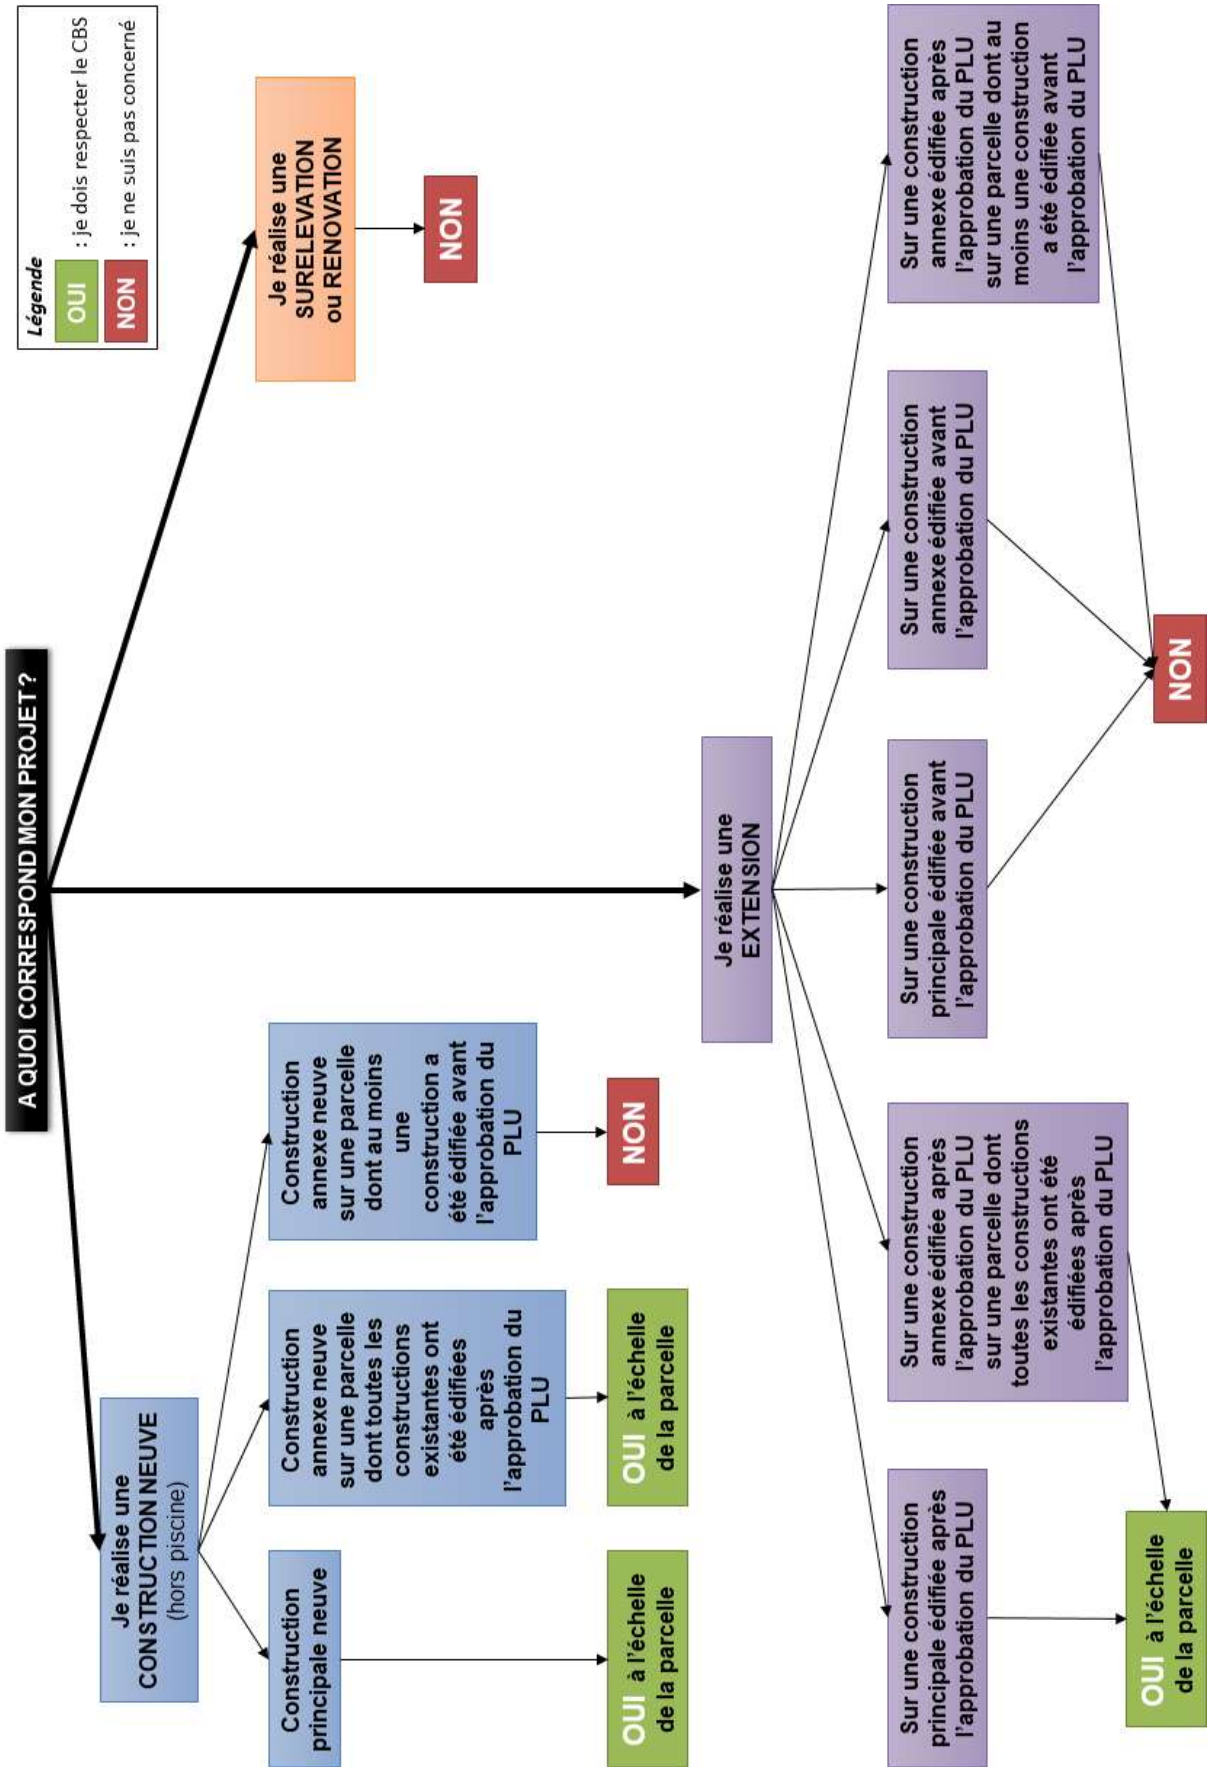 A QUOI CORRESPOND MON PROJET ?
Légende
OUI : je dois respecter le CBS
NON : je ne suis pas concerné
Je réalise une
CONSTRUCTION NEUVE
(hors piscine)
Construction
principale neuve
OUI à l'échelle
de la parcelle
Construction
annexe neuve
sur une parcelle
dont toutes les
constructions
existantes ont
été édifiées
après
l'approbation du
PLU
OUI à l'échelle
de la parcelle
Construction
annexe neuve
sur une parcelle
dont au moins
une
construction a
été édifiée avant
l'approbation du
PLU
NON
Je réalise une
SURELEVATION
ou RENOVATION
NON
Je réalise une
EXTENSION
Sur une construction
principale édifiée après
l'approbation du PLU
Sur une construction
annexe édifiée après
l'approbation du PLU
sur une parcelle dont
toutes les constructions
existantes ont été
édifiées après
l'approbation du PLU
OUI à l'échelle
de la parcelle
Sur une construction
principale édifiée avant
l'approbation du PLU
Sur une construction
annexe édifiée avant
l'approbation du PLU
Sur une construction
annexe édifiée après
l'approbation du PLU
sur une parcelle dont au
moins une construction
a été édifiée avant
l'approbation du PLU
NON